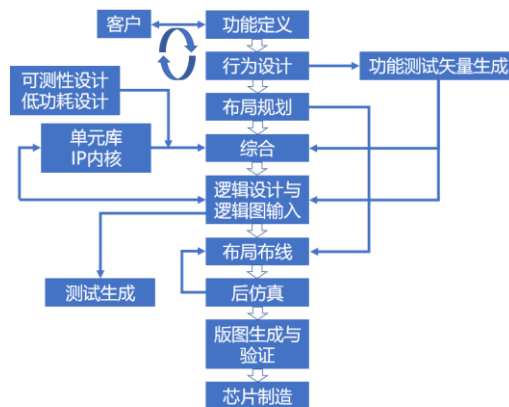 客户
功能定义
行为设计
功能测试矢量生成
可测性设计
低功耗设计
布局规划
单元库
IP内核
综合
逻辑设计与
逻辑图输入
布局布线
测试生成
后仿真
版图生成与
验证
芯片制造